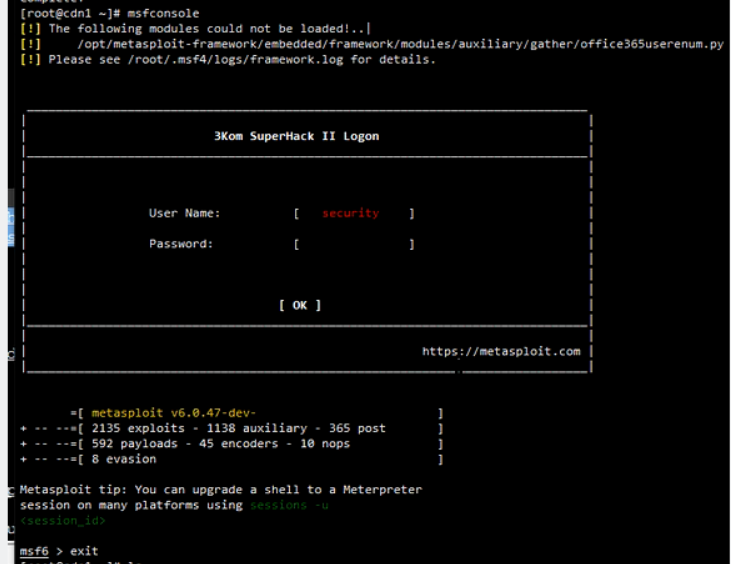 [root@cdn1 ~]# msfconsole
[!] The following modules could not be loaded!..|
[!]     /opt/metasploit-framework/embedded/framework/modules/auxiliary/gather/office365userenum.py
[!] Please see /root/.msf4/logs/framework.log for details.
3Kom SuperHack II Logon
User Name: [ security ]
Password: [ ]
[ OK ]
https://metasploit.com
=[ metasploit v6.0.47-dev- ]
+ -- --=[ 2135 exploits - 1138 auxiliary - 365 post ]
+ -- --=[ 592 payloads - 45 encoders - 10 nops ]
+ -- --=[ 8 evasion ]
Metasploit tip: You can upgrade a shell to a Meterpreter
session on many platforms using sessions -u
<session_id>
msf6 > exit